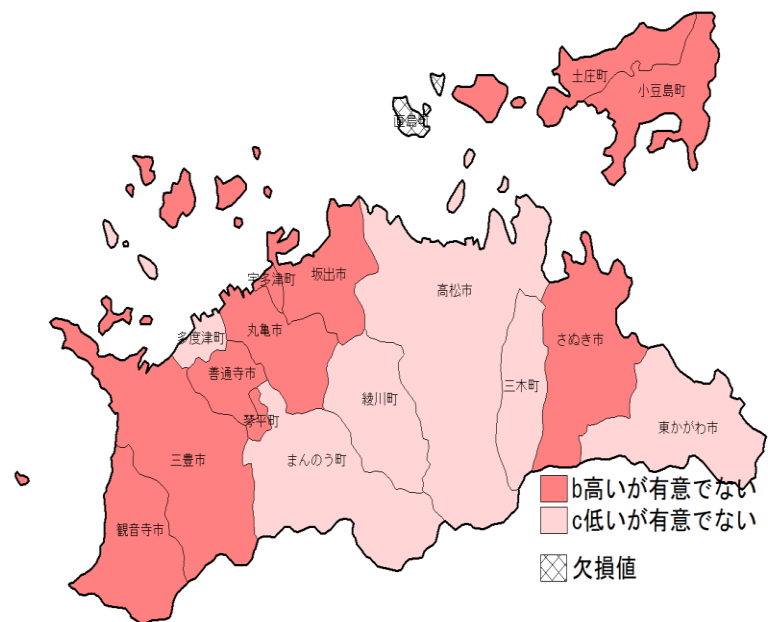 土庄町
小豆島町
直島町
宇多津町
坂出市
高松市
多度津町
丸亀市
さぬき市
善通寺市
三木町
綾川町
琴平町
東かがわ市
三豊市
まんのう町
観音寺市
b高いが有意でない
c低いが有意でない
欠損値